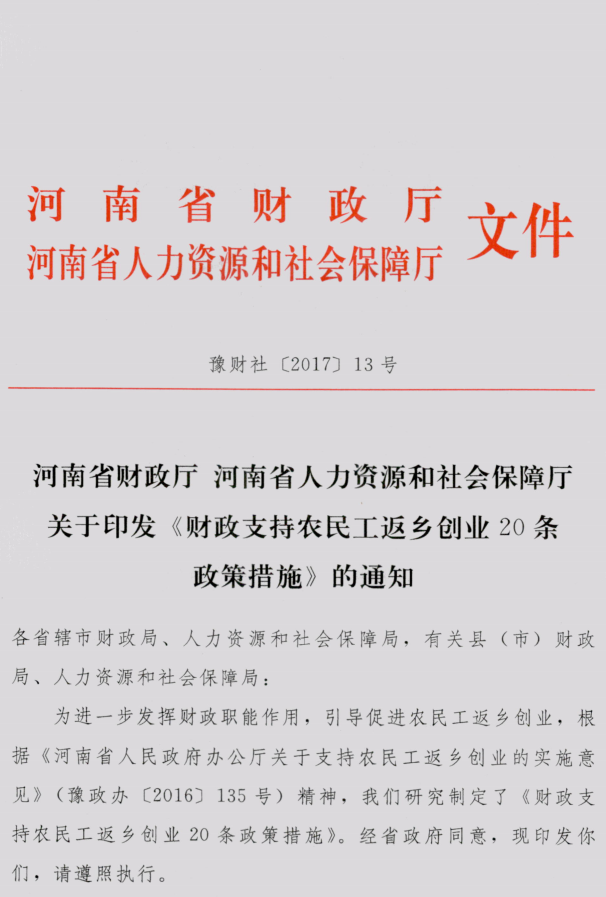 河南省财政厅
河南省人力资源和社会保障厅
文件
豫财社〔2017〕13号
河南省财政厅 河南省人力资源和社会保障厅
关于印发《财政支持农民工返乡创业20条
政策措施》的通知
各省辖市财政局、人力资源和社会保障局，有关县（市）财政
局、人力资源和社会保障局：
为进一步发挥财政职能作用，引导促进农民工返乡创业，根
据《河南省人民政府办公厅关于支持农民工返乡创业的实施意
见》（豫政办〔2016〕135号）精神，我们研究制定了《财政支
持农民工返乡创业20条政策措施》。经省政府同意，现印发你
们，请遵照执行。